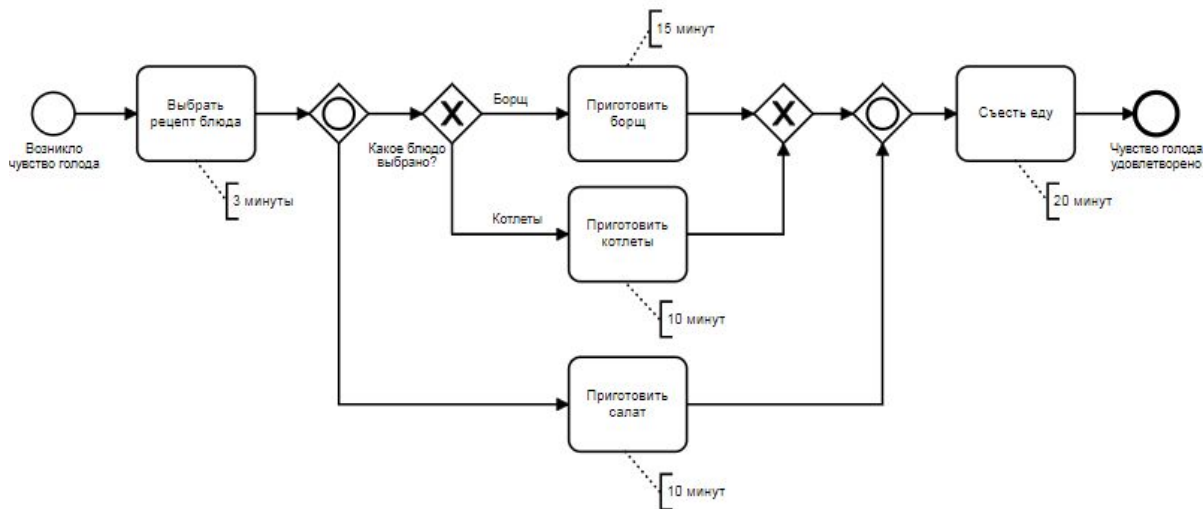 15 минут
Возникло
чувство голода
Выбрать
рецепт блюда
3 минуты
Какое блюдо
выбрано?
Борщ
Приготовить
борщ
Съесть еду
20 минут
Чувство голода
удовлетворено
Котлеты
Приготовить
котлеты
10 минут
Приготовить
салат
10 минут